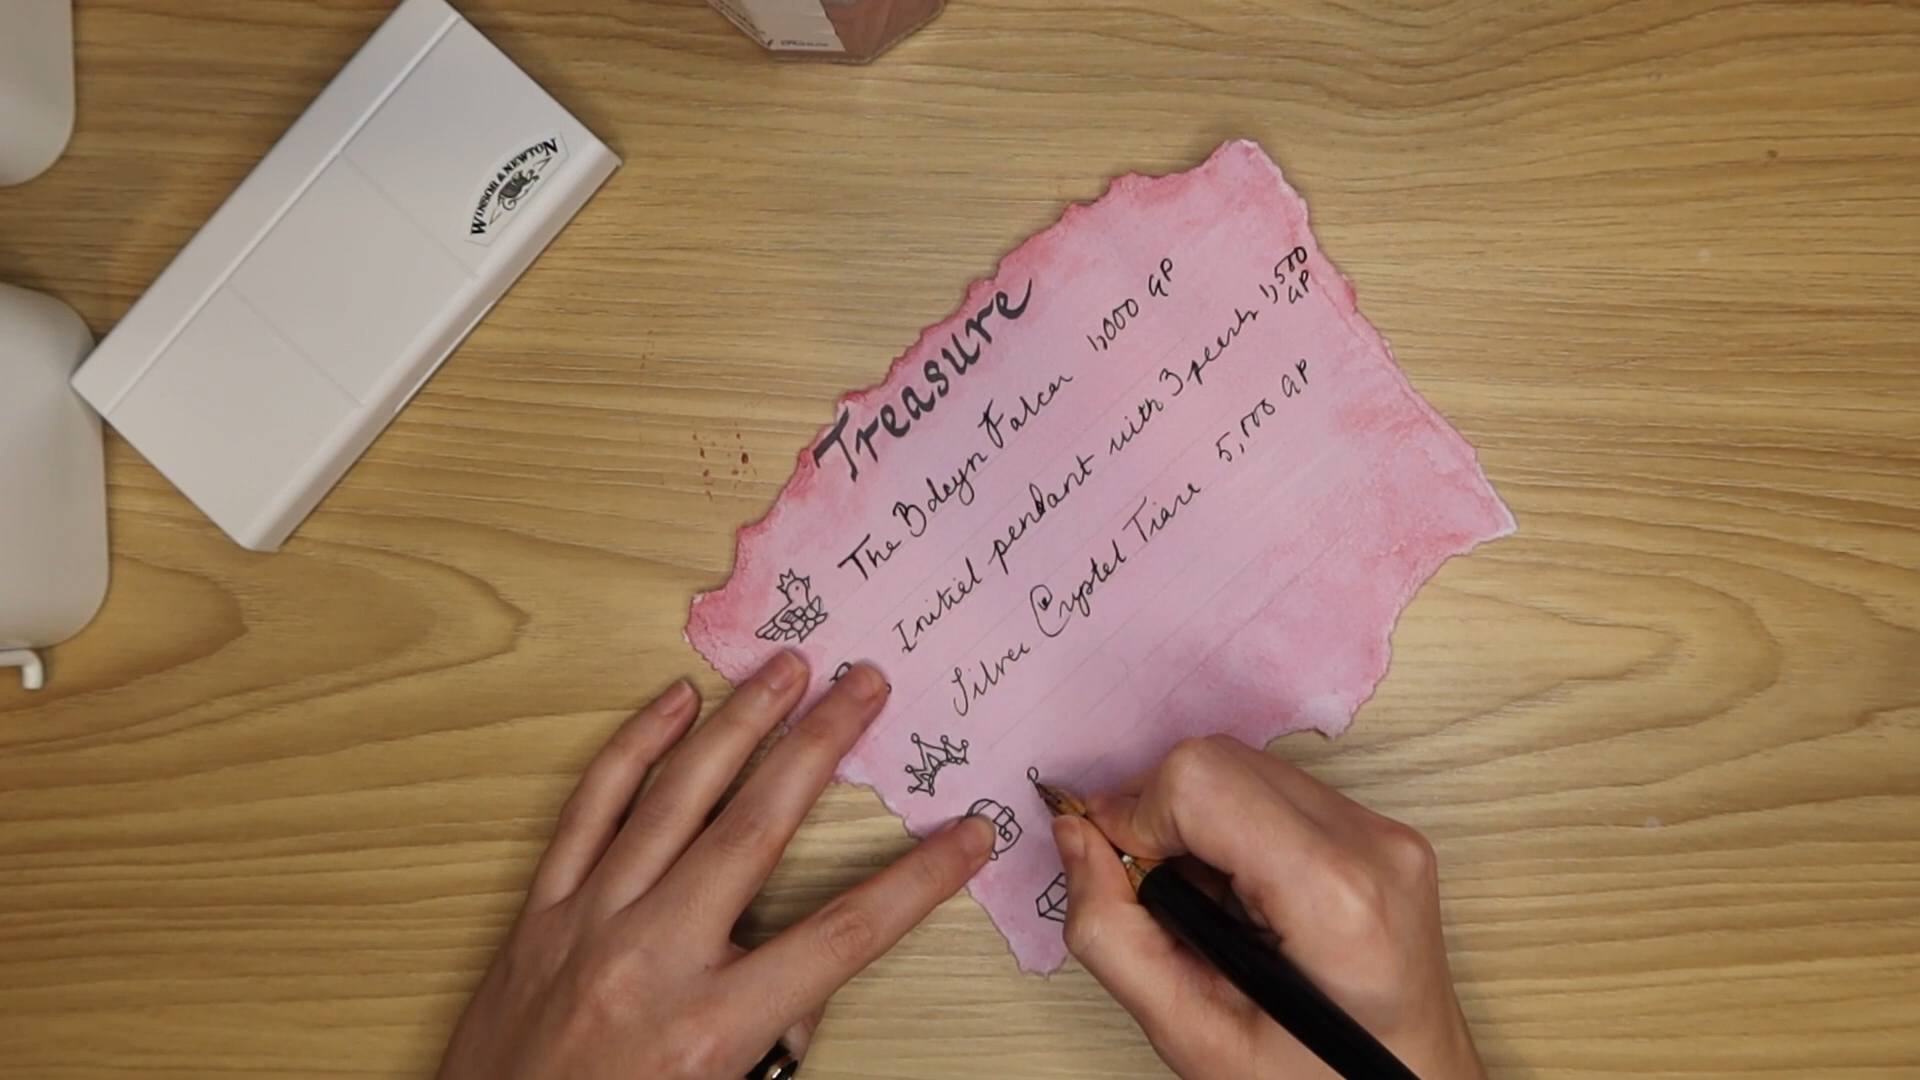 WINSOR & NEWTON
Treasure
The Boleyn Falcon 1,000 GP
Initial pendant with 3 pearls 1,500 GP
Silver Crystal Tiara 5,000 GP